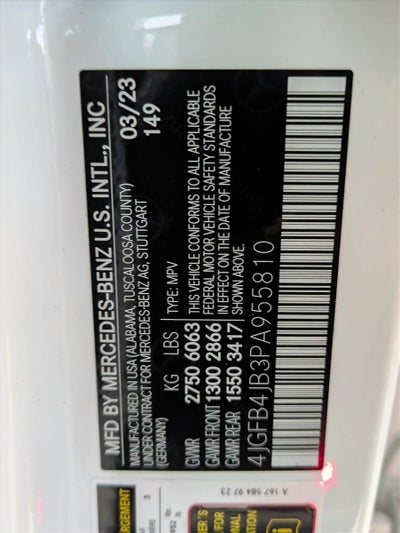 MFD BY MERCEDES-BENZ U.S. INTL., INC
03/23
MANUFACTURED IN USA (ALABAMA, TUSCALOOSA COUNTY)
149
UNDER CONTRACT FOR MERCEDES-BENZ AG, STUTTGART
(GERMANY)
KG LBS TYPE: MPV
GVWR 2750 6063
GAWR FRONT 1300 2866
GAWR REAR 1550 3417
THIS VEHICLE CONFORMS TO ALL APPLICABLE
FEDERAL MOTOR VEHICLE SAFETY STANDARDS
IN EFFECT ON THE DATE OF MANUFACTURE
SHOWN ABOVE.
4JGFB4JB3PA955810
A 167 584 97 23